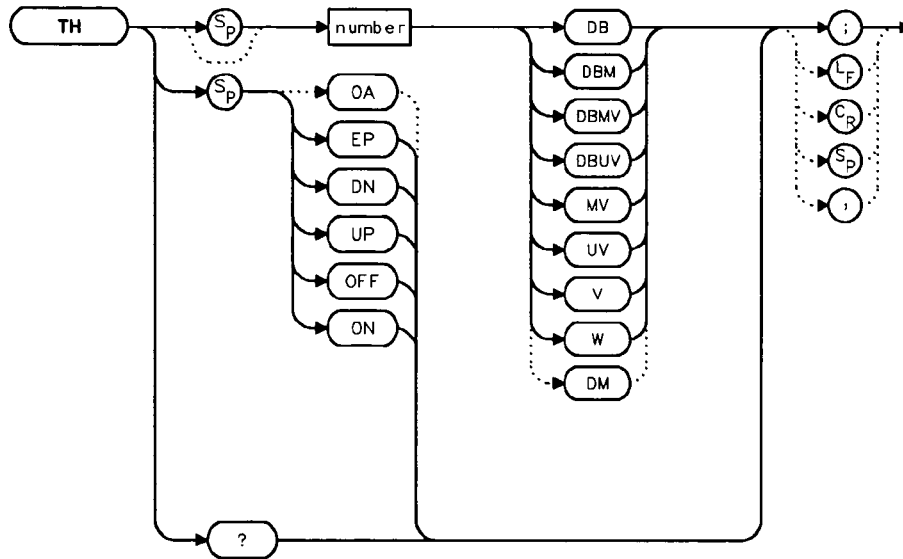 TH SP number DB ;
DBM LF
SP OA DBMV CR
EP DBUV SP
DN MV ,
UP UV
OFF V
ON W
DM
?